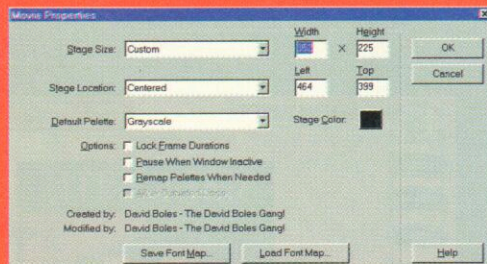 Movie Properties
Width Height
Stage Size: Custom × 225 OK
Left Top Cancel
Stage Location: Centered 464 399
Default Palette: Grayscale Stage Color:
Options: Lock Frame Durations
Pause When Window Inactive
Remap Palettes When Needed
Created by: David Boles - The David Boles Gang!
Modified by: David Boles - The David Boles Gang!
Save Font Map... Load Font Map... Help